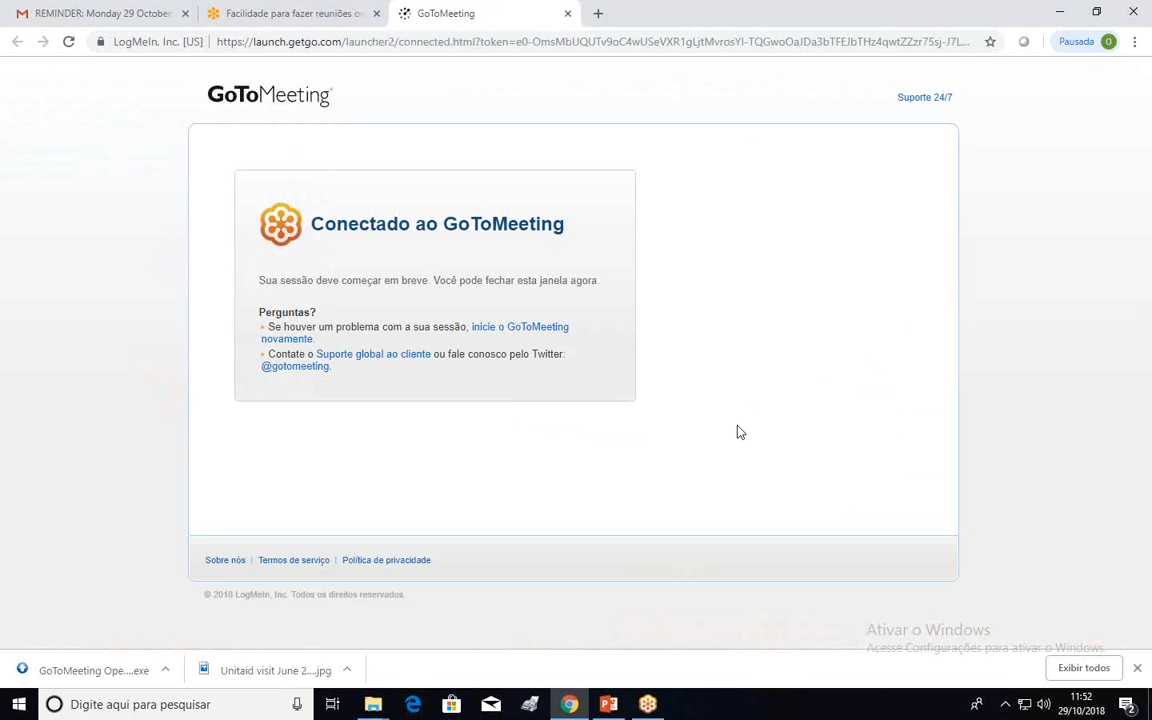 REMINDER: Monday 29 October
Facilidade para fazer reuniões o
GoToMeeting
LogMeIn, Inc. [US]
https://launch.getgo.com/launcher2/connected.html?token=
Pausada
GoToMeeting
Suporte 24/7
Conectado ao GoToMeeting
Sua sessão deve começar em breve. Você pode fechar esta janela agora.
Perguntas?
Se houver um problema com a sua sessão, inicie o GoToMeeting
novamente.
Contate o Suporte global ao cliente ou fale conosco pelo Twitter:
@gotomeeting.
Sobre nós | Termos de serviço | Política de privacidade
© 2018 LogMeIn, Inc. Todos os direitos reservados.
Ativar o Windows
Acesse Configurações para ativar o Windows.
GoToMeeting Ope....exe
Unitaid visit June 2....jpg
Exibir todos
Digite aqui para pesquisar
11:52
29/10/2018
2